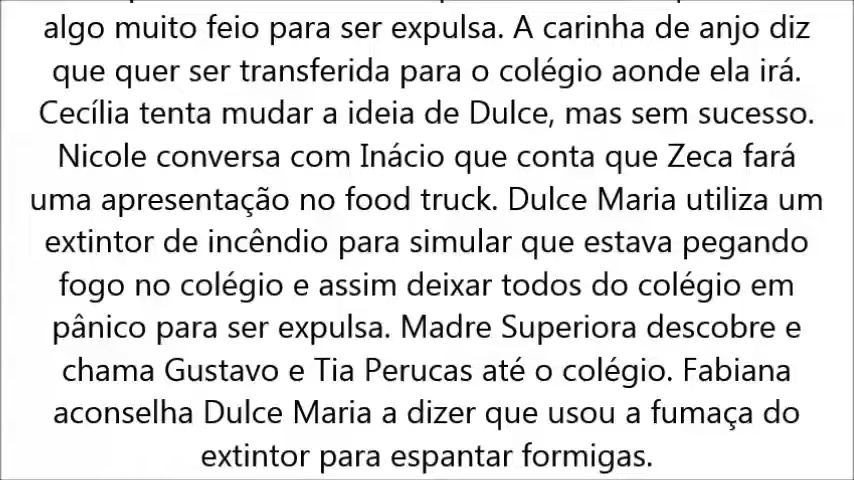 algo muito feio para ser expulsa. A carinha de anjo diz
que quer ser transferida para o colégio aonde ela irá.
Cecília tenta mudar a ideia de Dulce, mas sem sucesso.
Nicole conversa com Inácio que conta que Zeca fará
uma apresentação no food truck. Dulce Maria utiliza um
extintor de incêndio para simular que estava pegando
fogo no colégio e assim deixar todos do colégio em
pânico para ser expulsa. Madre Superiora descobre e
chama Gustavo e Tia Perucas até o colégio. Fabiana
aconselha Dulce Maria a dizer que usou a fumaça do
extintor para espantar formigas.